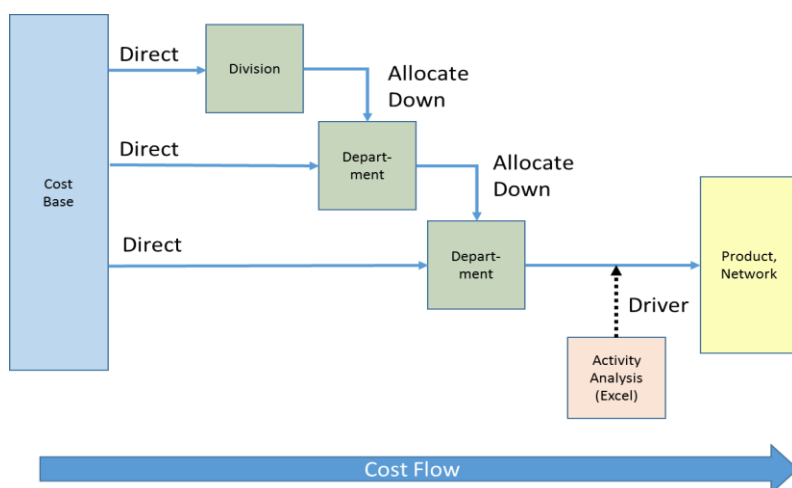 Direct
Division
Allocate
Down
Direct
Depart-
ment
Allocate
Down
Cost
Base
Direct
Depart-
ment
Product,
Network
Driver
Activity
Analysis
(Excel)
Cost Flow